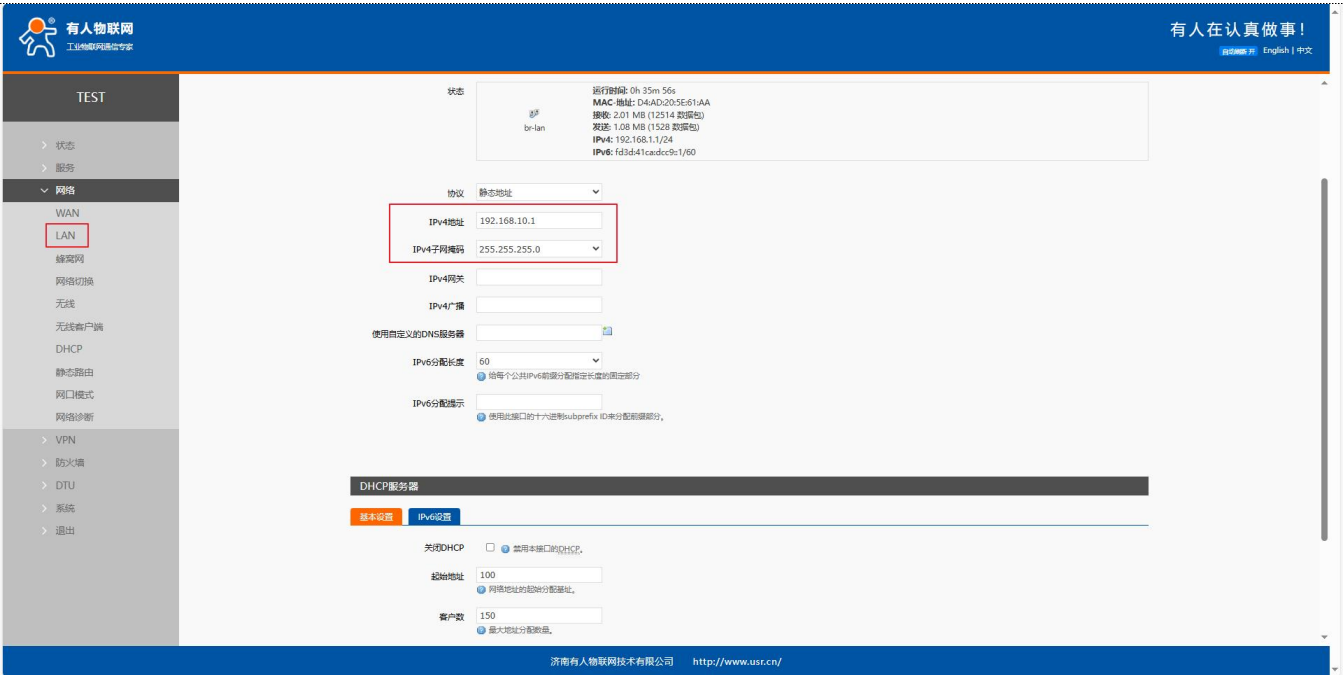 有人物联网
工业物联网通信专家
有人在认真做事！
自动刷新 开 English | 中文
TEST
状态
服务
网络
WAN
LAN
蜂窝网
网络切换
无线
无线客户端
DHCP
静态路由
网口模式
网络诊断
VPN
防火墙
DTU
系统
退出
状态
br-lan
运行时间: 0h 35m 56s
MAC-地址: D4:AD:20:5E:61:AA
接收: 2.01 MB (12514 数据包)
发送: 1.08 MB (1528 数据包)
IPv4: 192.168.1.1/24
IPv6: fd3d:41ca:dcc9::1/60
协议 静态地址
IPv4地址 192.168.10.1
IPv4子网掩码 255.255.255.0
IPv4网关
IPv4广播
使用自定义的DNS服务器
IPv6分配长度 60
给每个公共IPv6前缀分配指定长度的固定部分
IPv6分配提示
使用此接口的十六进制subprefix ID来分配前缀部分。
DHCP服务器
基本设置 IPv6设置
关闭DHCP 禁用本接口的DHCP。
起始地址 100
网络地址的起始分配基址。
客户数 150
最大地址分配数量。
济南有人物联网技术有限公司 http://www.usr.cn/